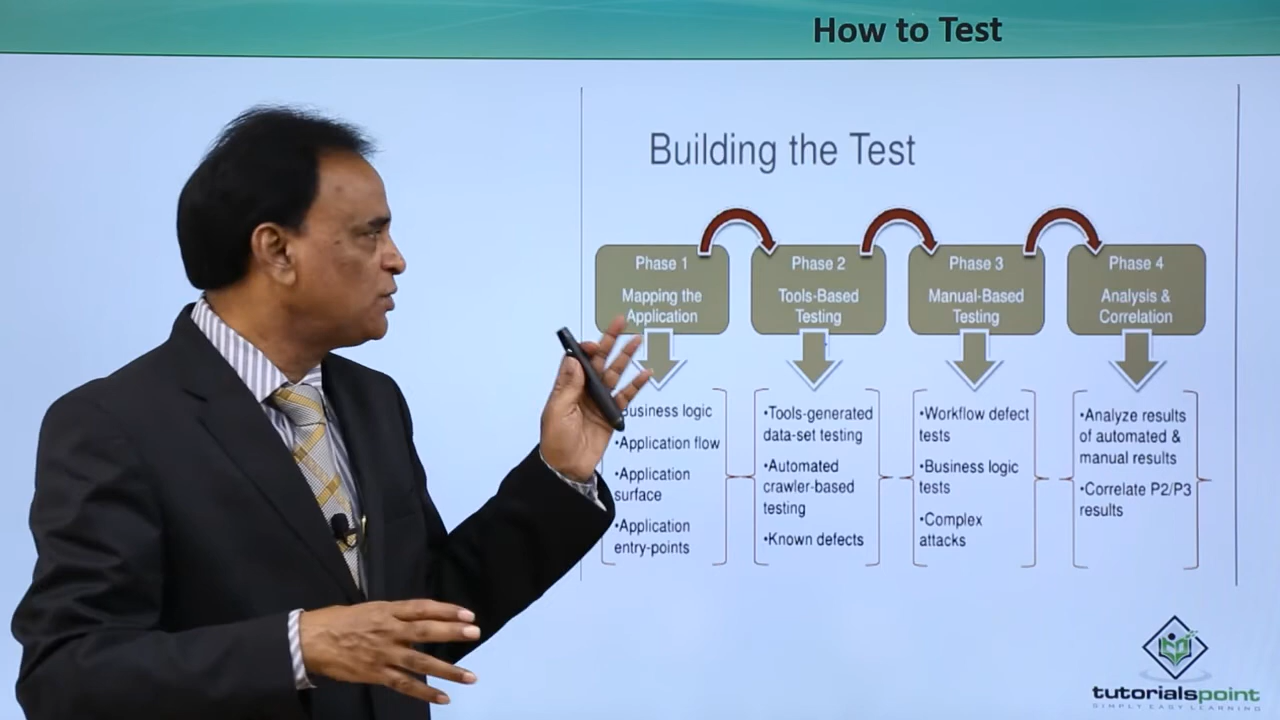 How to Test
Building the Test
Phase 1
Mapping the
Application
Phase 2
Tools-Based
Testing
Phase 3
Manual-Based
Testing
Phase 4
Analysis &
Correlation
Business logic
•Application flow
•Application
surface
•Application
entry-points
•Tools-generated
data-set testing
•Automated
crawler-based
testing
•Known defects
•Workflow defect
tests
•Business logic
tests
•Complex
attacks
•Analyze results
of automated &
manual results
•Correlate P2/P3
results
tutorialspoint
SIMPLY EASY LEARNING